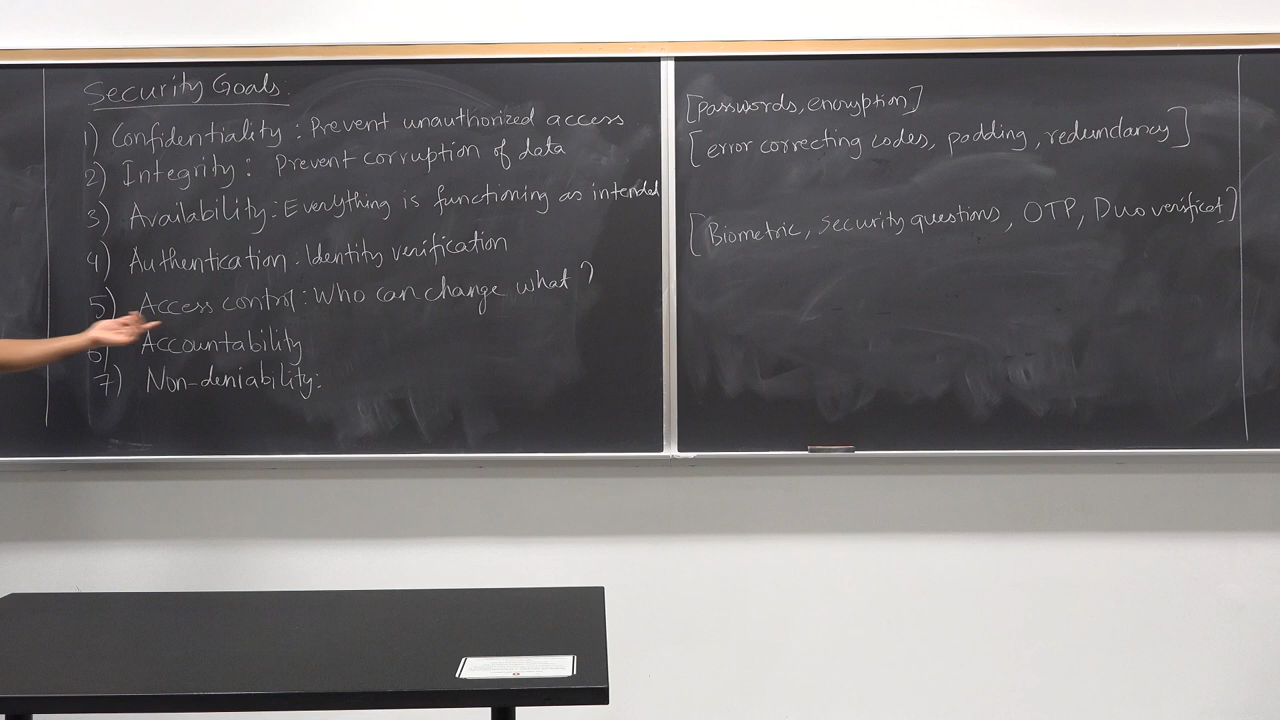 Security Goals:
1) Confidentiality : Prevent unauthorized access
2) Integrity : Prevent corruption of data
3) Availability : Everything is functioning as intended
4) Authentication : Identity verification
5) Access control : Who can change what?
6) Accountability
7) Non-deniability:
[Passwords, encryption]
[error correcting codes, padding, redundancy]
[Biometric, security questions, OTP, Duo verificat.]